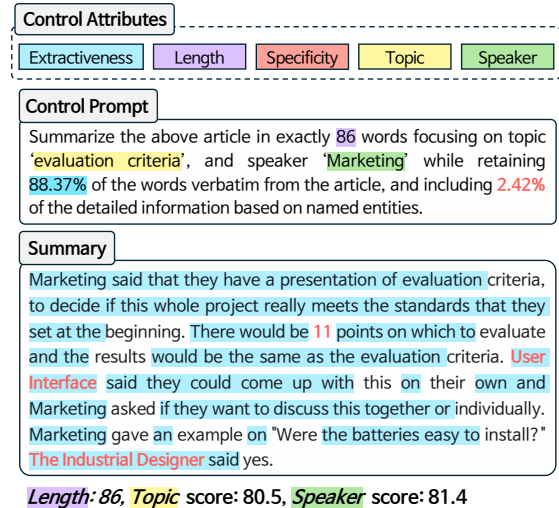 Control Attributes
Extractiveness Length Specificity Topic Speaker
Control Prompt
Summarize the above article in exactly 86 words focusing on topic
‘evaluation criteria’, and speaker ‘Marketing’ while retaining
88.37% of the words verbatim from the article, and including 2.42%
of the detailed information based on named entities.
Summary
Marketing said that they have a presentation of evaluation criteria,
to decide if this whole project really meets the standards that they
set at the beginning. There would be 11 points on which to evaluate
and the results would be the same as the evaluation criteria. User
Interface said they could come up with this on their own and
Marketing asked if they want to discuss this together or individually.
Marketing gave an example on "Were the batteries easy to install?"
The Industrial Designer said yes.
Length: 86, Topic score: 80.5, Speaker score: 81.4